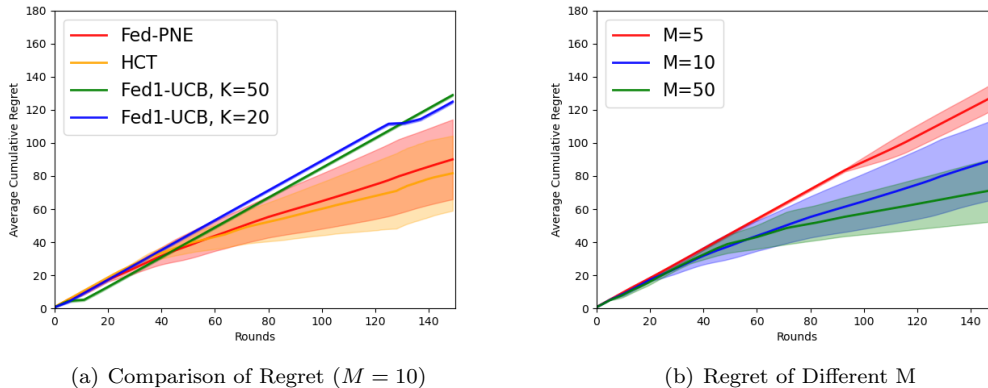 180
160
140
120
100
80
60
40
20
0
Average Cumulative Regret
Fed-PNE
HCT
Fed1-UCB, K=50
Fed1-UCB, K=20
0 20 40 60 80 100 120 140
Rounds
(a) Comparison of Regret (M = 10)
180
160
140
120
100
80
60
40
20
0
Average Cumulative Regret
M=5
M=10
M=50
0 20 40 60 80 100 120 140
Rounds
(b) Regret of Different M